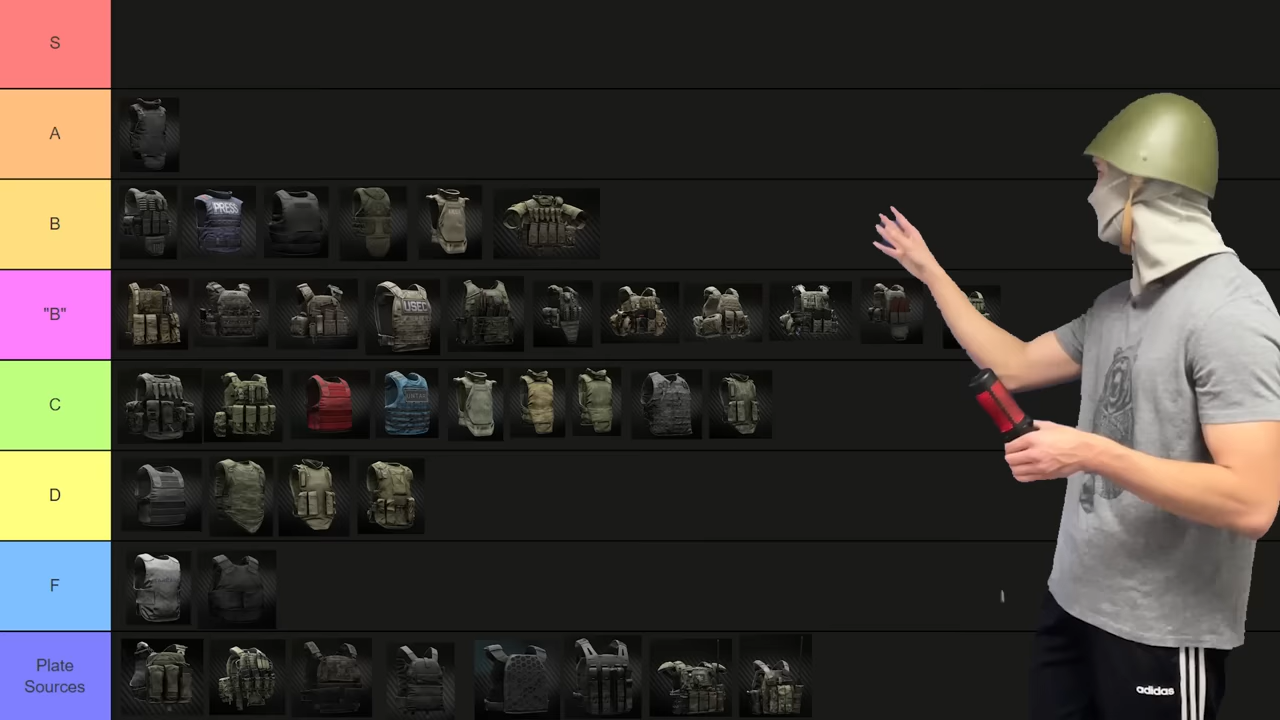 S
A
B
PRESS
"B"
USEC
C
UNTAR
D
F
Plate
Sources
adidas